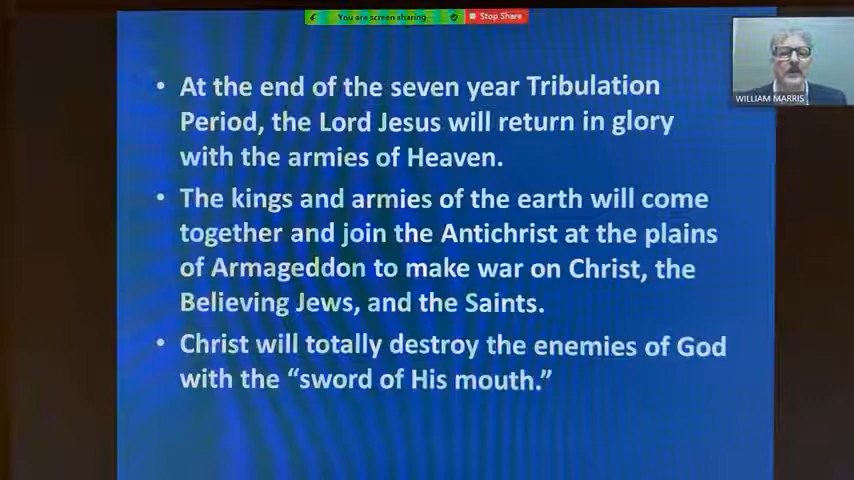 You are screen sharing
Stop Share
WILLIAM MARRIS
• At the end of the seven year Tribulation
Period, the Lord Jesus will return in glory
with the armies of Heaven.
• The kings and armies of the earth will come
together and join the Antichrist at the plains
of Armageddon to make war on Christ, the
Believing Jews, and the Saints.
• Christ will totally destroy the enemies of God
with the “sword of His mouth.”